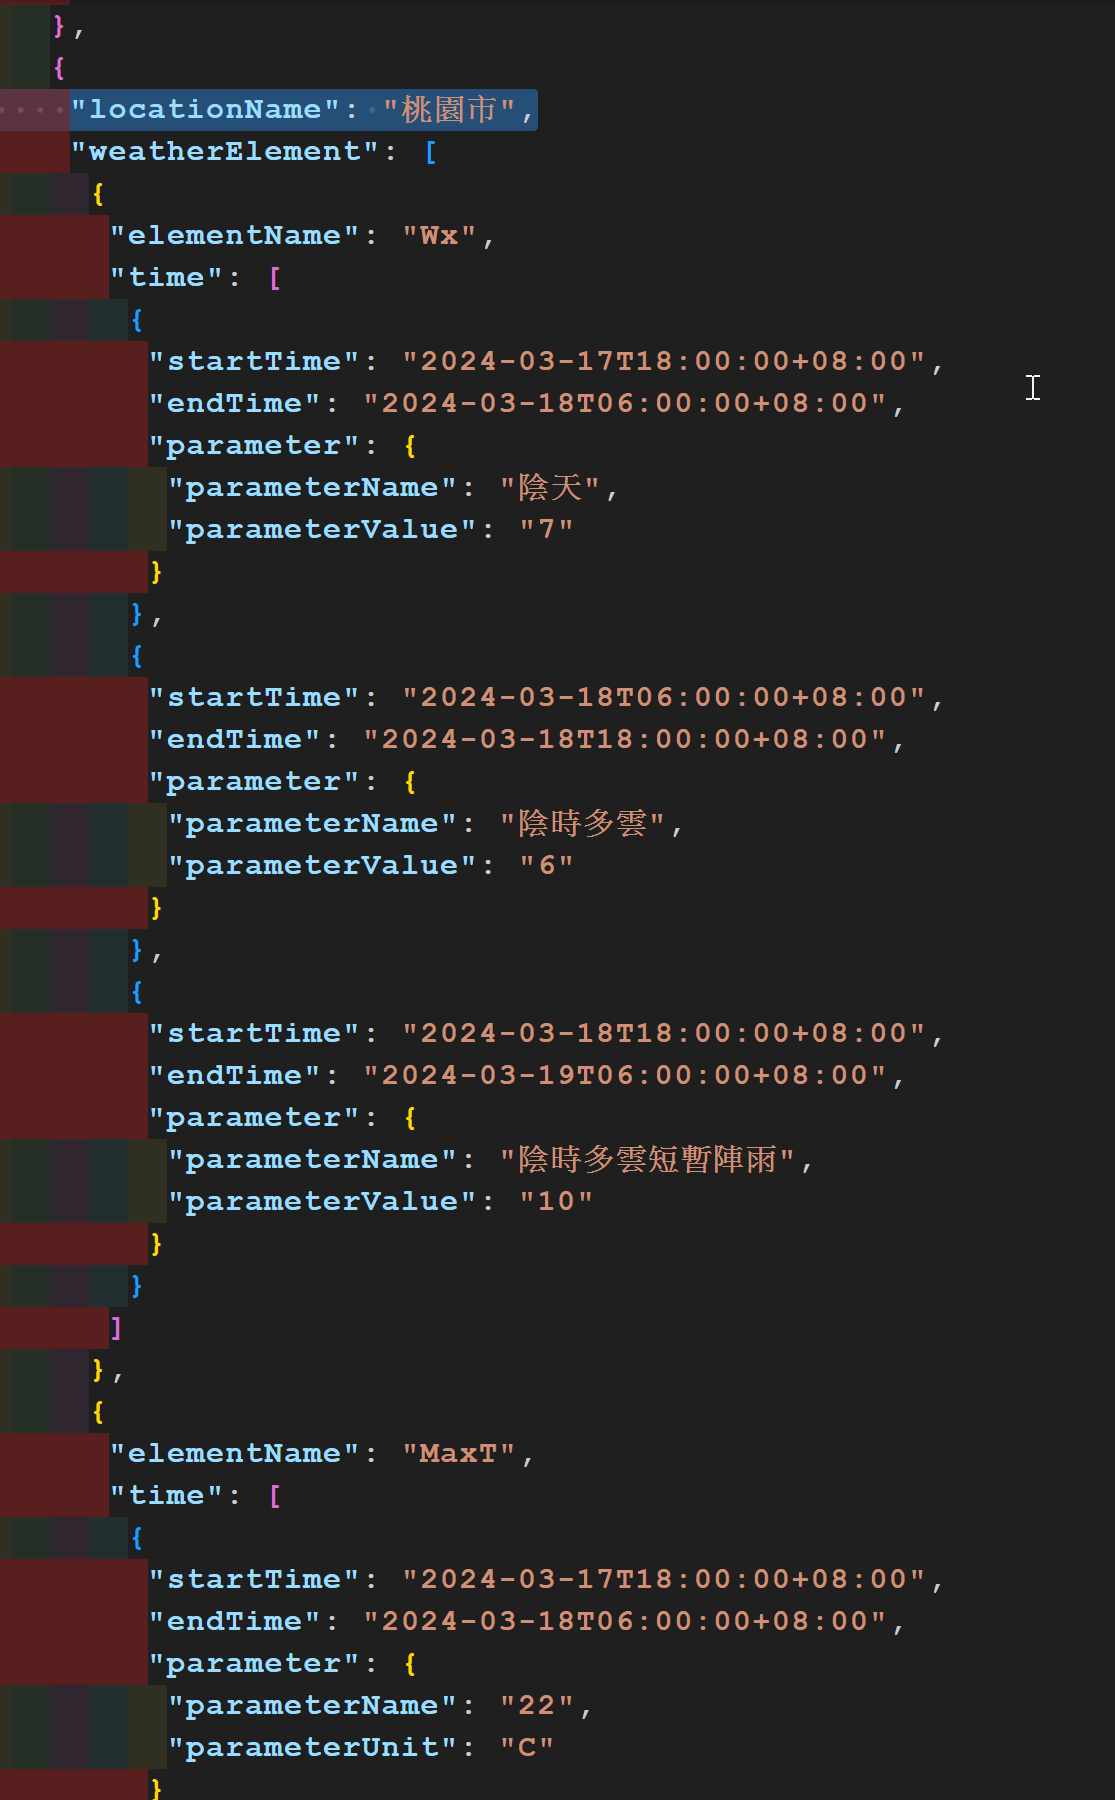 },
{
"locationName": "桃園市",
"weatherElement": [
{
"elementName": "Wx",
"time": [
{
"startTime": "2024-03-17T18:00:00+08:00",
"endTime": "2024-03-18T06:00:00+08:00",
"parameter": {
"parameterName": "陰天",
"parameterValue": "7"
}
},
{
"startTime": "2024-03-18T06:00:00+08:00",
"endTime": "2024-03-18T18:00:00+08:00",
"parameter": {
"parameterName": "陰時多雲",
"parameterValue": "6"
}
},
{
"startTime": "2024-03-18T18:00:00+08:00",
"endTime": "2024-03-19T06:00:00+08:00",
"parameter": {
"parameterName": "陰時多雲短暫陣雨",
"parameterValue": "10"
}
}
]
},
{
"elementName": "MaxT",
"time": [
{
"startTime": "2024-03-17T18:00:00+08:00",
"endTime": "2024-03-18T06:00:00+08:00",
"parameter": {
"parameterName": "22",
"parameterUnit": "C"
}